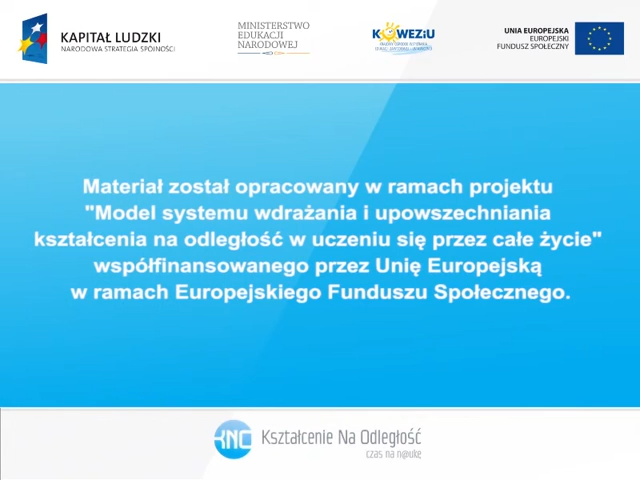 KAPITAŁ LUDZKI
NARODOWA STRATEGIA SPÓJNOŚCI
MINISTERSTWO
EDUKACJI
NARODOWEJ
KOWEZiU
UNIA EUROPEJSKA
EUROPEJSKI
FUNDUSZ SPOŁECZNY
Materiał został opracowany w ramach projektu
"Model systemu wdrażania i upowszechniania
kształcenia na odległość w uczeniu się przez całe życie"
współfinansowanego przez Unię Europejską
w ramach Europejskiego Funduszu Społecznego.
KNO Kształcenie Na Odległość
czas na n@ukę